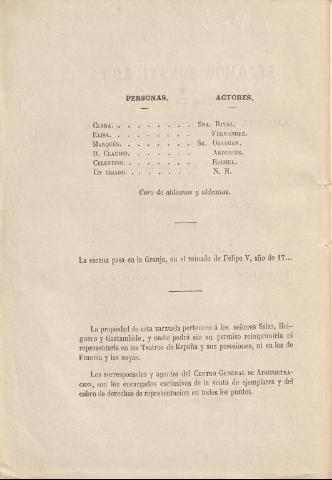 PERSONAS. ACTORES.
CLARA. . . . . . . . . SRA. RIVAS.
ELISA. . . . . . . . . FERNANDEZ.
MARQUÉS. . . . . . . . SR. OBREGON.
D. CLAUDIO. . . . . . .
CELESTINO. . . . . . .
UN CRIADO. . . . . . . N. N.
Coro de aldeanos y aldeanas.
La escena pasa en la Granja, en el reinado de Felipe V, año de 17...
La propiedad de esta zarzuela pertenece á los señores Salas, Hel-
guero y Gaztambide, y nadie podrá sin su permiso reimprimirla ni
representarla en los Teatros de España y sus posesiones, ni en los de
Francia y las suyas.
Los corresponsales y agentes del CENTRO GENERAL DE ADMINISTRA-
CION, son los encargados exclusivos de la venta de ejemplares y del
cobro de derechos de representacion en todos los puntos.